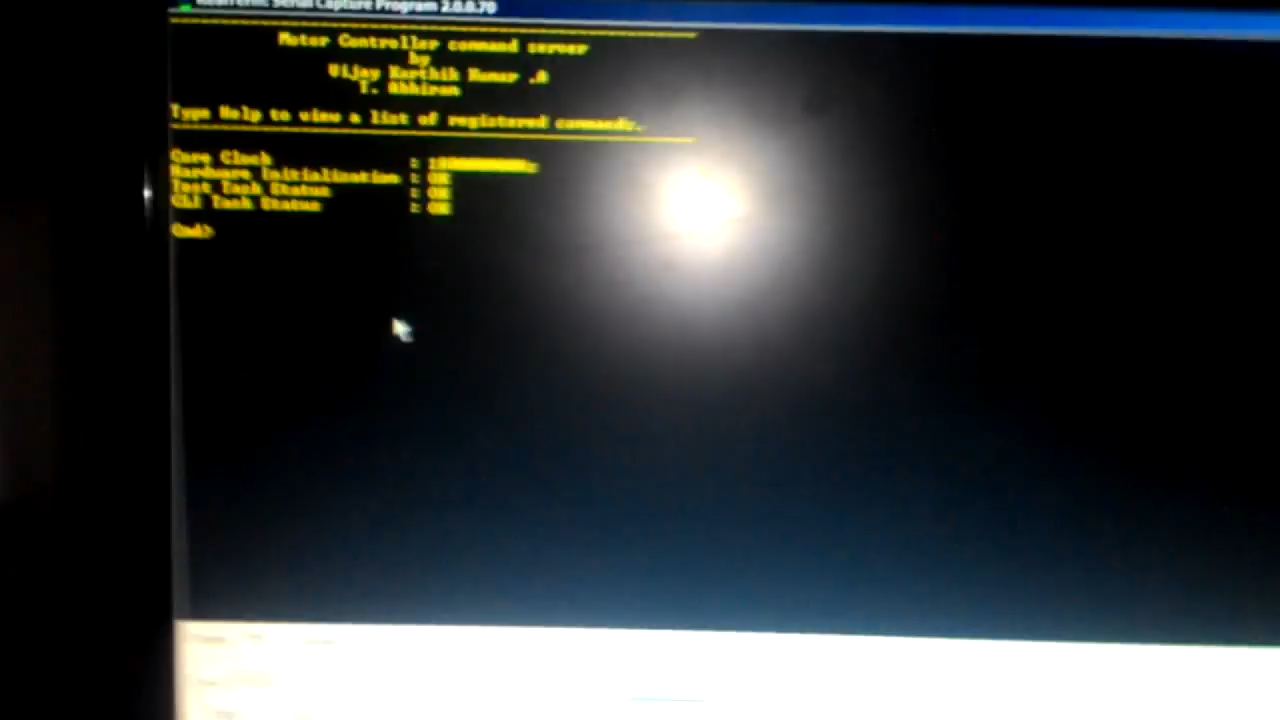 RealTerm: Serial Capture Program 2.0.0.70
Motor Controller command server
by
Vijay Karthik Kumar .A
T. Abhiram
Type Help to view a list of registered commands.
Core Clock :
Hardware Initialization : OK
Test Task Status : OK
CLI Task Status : OK
Cmd>